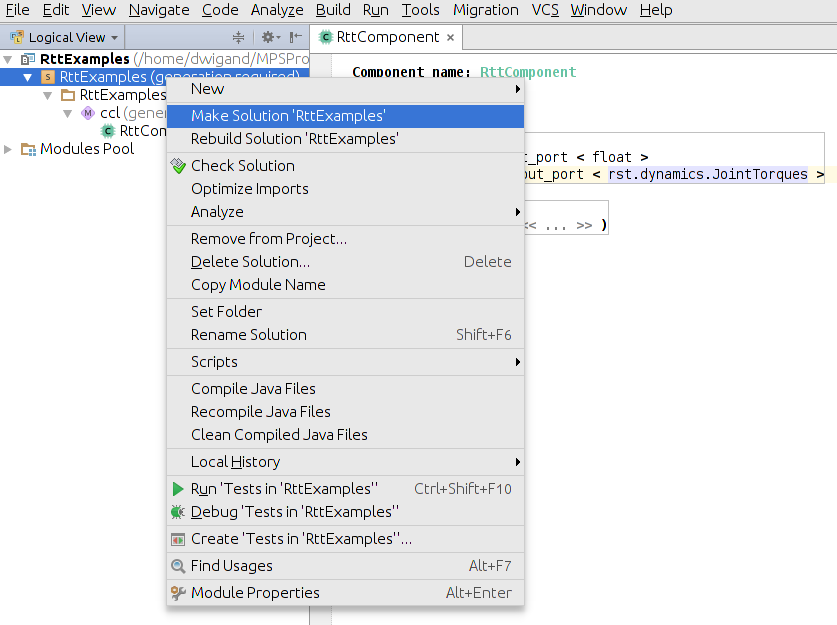 File Edit View Navigate Code Analyze Build Run Tools Migration VCS Window Help
Logical View
RttComponent ×
RttExamples (/home/dwigand/MPSPro
Component name: RttComponent
RttExamples (generation required)
RttExamples
ccl (gene
RttCom
Modules Pool
New
Make Solution 'RttExamples'
Rebuild Solution 'RttExamples'
t_port < float >
Check Solution
out_port < rst.dynamics.JointTorques >
Optimize Imports
Analyze
<< ... >> )
Remove from Project...
Delete Solution... Delete
Copy Module Name
Set Folder
Rename Solution Shift+F6
Scripts
Compile Java Files
Recompile Java Files
Clean Compiled Java Files
Local History
Run 'Tests in 'RttExamples'' Ctrl+Shift+F10
Debug 'Tests in 'RttExamples''
Create 'Tests in 'RttExamples''...
Find Usages Alt+F7
Module Properties Alt+Enter